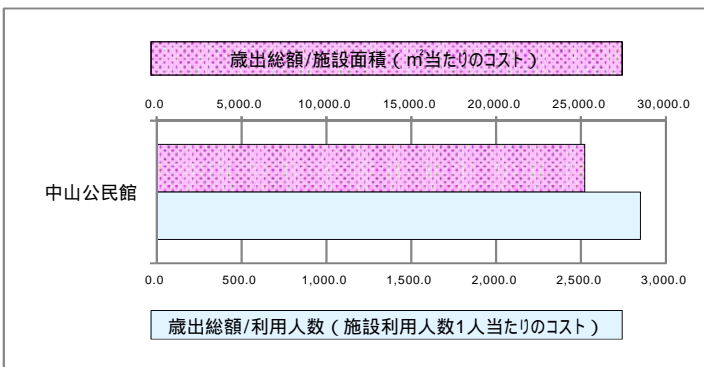 歳出総額/施設面積(㎡当たりのコスト)
0.0 5,000.0 10,000.0 15,000.0 20,000.0 25,000.0 30,000.0
中山公民館
0.0 500.0 1,000.0 1,500.0 2,000.0 2,500.0 3,000.0
歳出総額/利用人数(施設利用人数1人当たりのコスト)